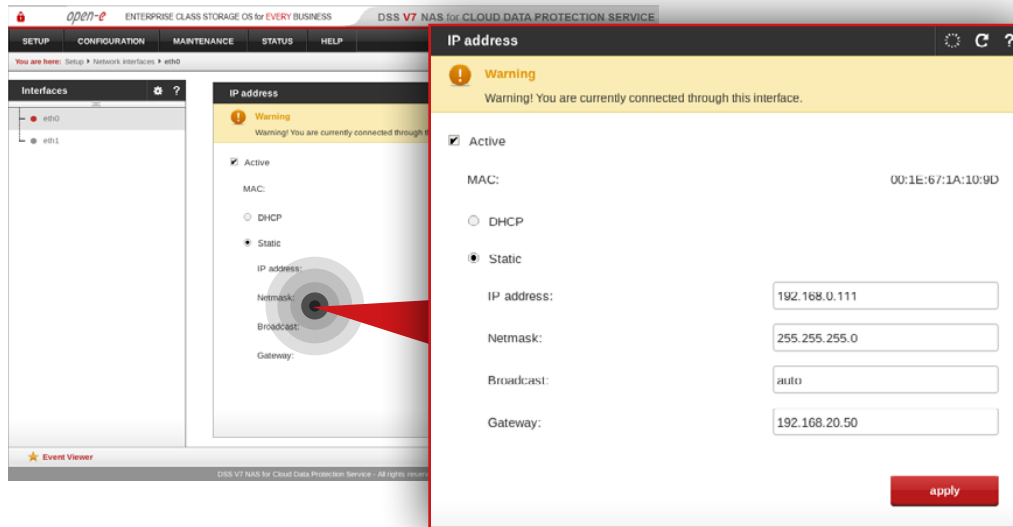 open-e ENTERPRISE CLASS STORAGE OS for EVERY BUSINESS DSS V7 NAS for CLOUD DATA PROTECTION SERVICE
SETUP CONFIGURATION MAINTENANCE STATUS HELP
You are here: Setup Network interfaces eth0
Interfaces ?
eth0
eth1
IP address
Warning
Warning! You are currently connected through
Active
MAC:
DHCP
Static
IP address:
Netmask:
Broadcast:
Gateway:
Event Viewer
DSS V7 NAS for Cloud Data Protection Service - All rights
IP address ?
Warning
Warning! You are currently connected through this interface.
Active
MAC: 00:1E:67:1A:10:9D
DHCP
Static
IP address: 192.168.0.111
Netmask: 255.255.255.0
Broadcast: auto
Gateway: 192.168.20.50
apply